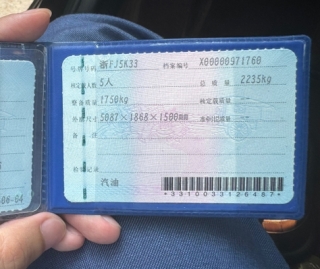 号牌号码 浙FJ5K33 档案编号 X00000971760
核定载人数 5人 总质量 2235kg
整备质量 1750kg 核定载质量
外廓尺寸 5087×1868×1500mm 准牵引总质量
备注
检验记录
汽油
*3310033126487*